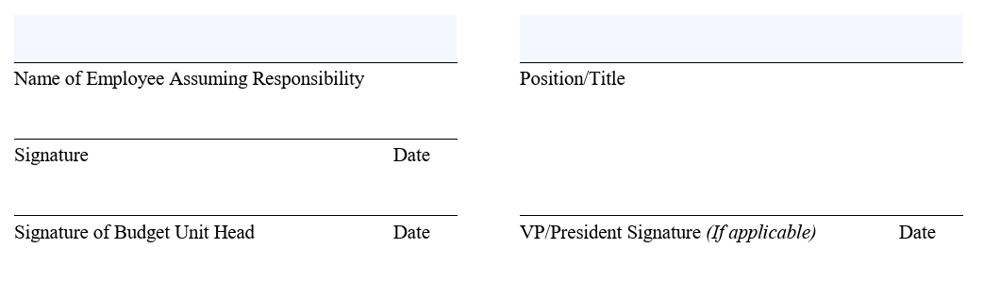 Name of Employee Assuming Responsibility
Position/Title
Signature Date
Signature of Budget Unit Head Date
VP/President Signature (If applicable) Date